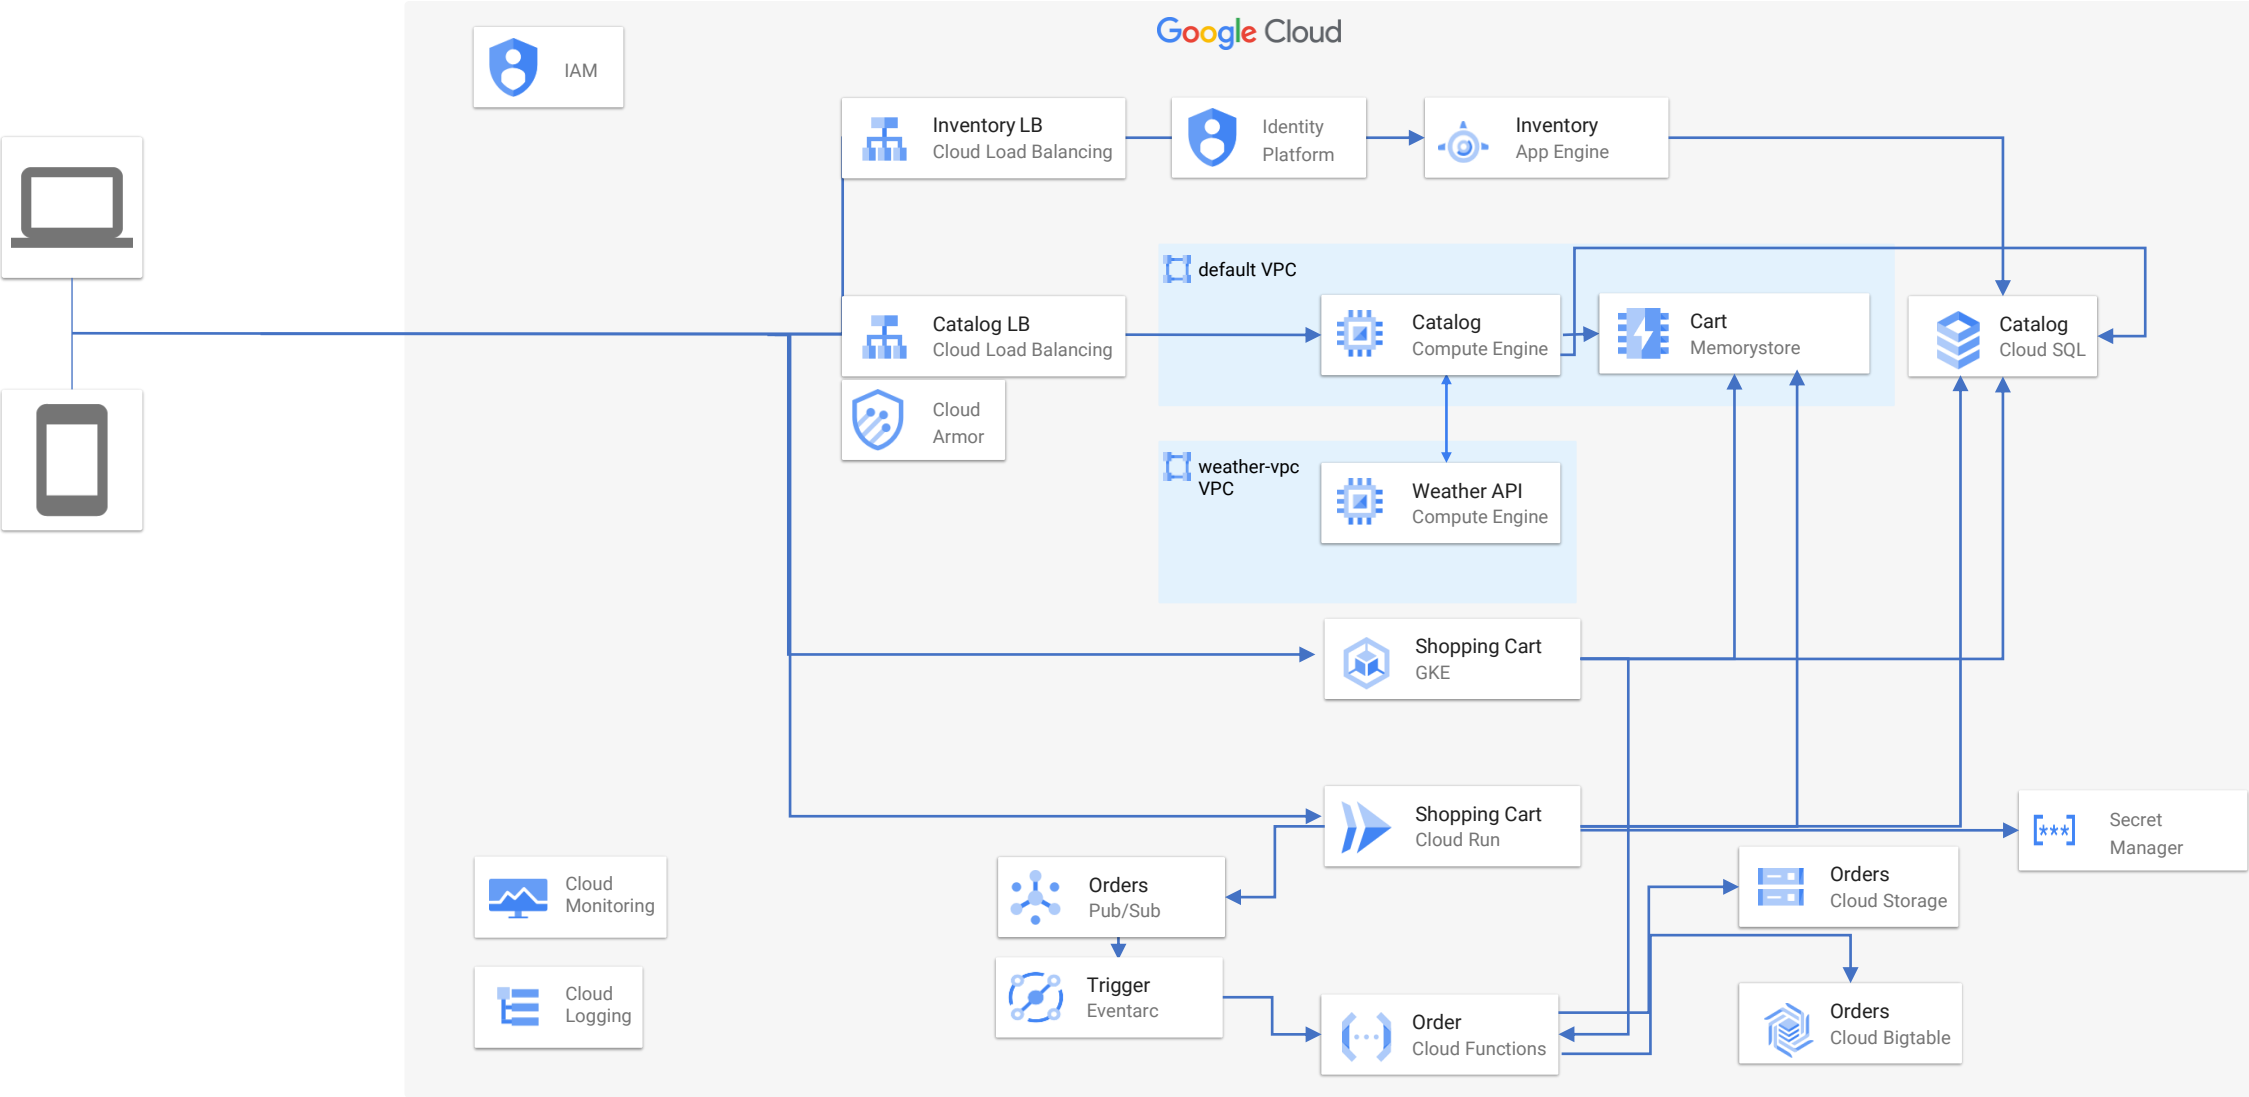 Google Cloud
IAM
Inventory LB
Cloud Load Balancing
Identity
Platform
Inventory
App Engine
default VPC
Catalog LB
Cloud Load Balancing
Catalog
Compute Engine
Cart
Memorystore
Catalog
Cloud SQL
Cloud
Armor
weather-vpc
VPC
Weather API
Compute Engine
Shopping Cart
GKE
Shopping Cart
Cloud Run
[***]
Secret
Manager
Cloud
Monitoring
Orders
Pub/Sub
Orders
Cloud Storage
Cloud
Logging
Trigger
Eventarc
Order
Cloud Functions
Orders
Cloud Bigtable